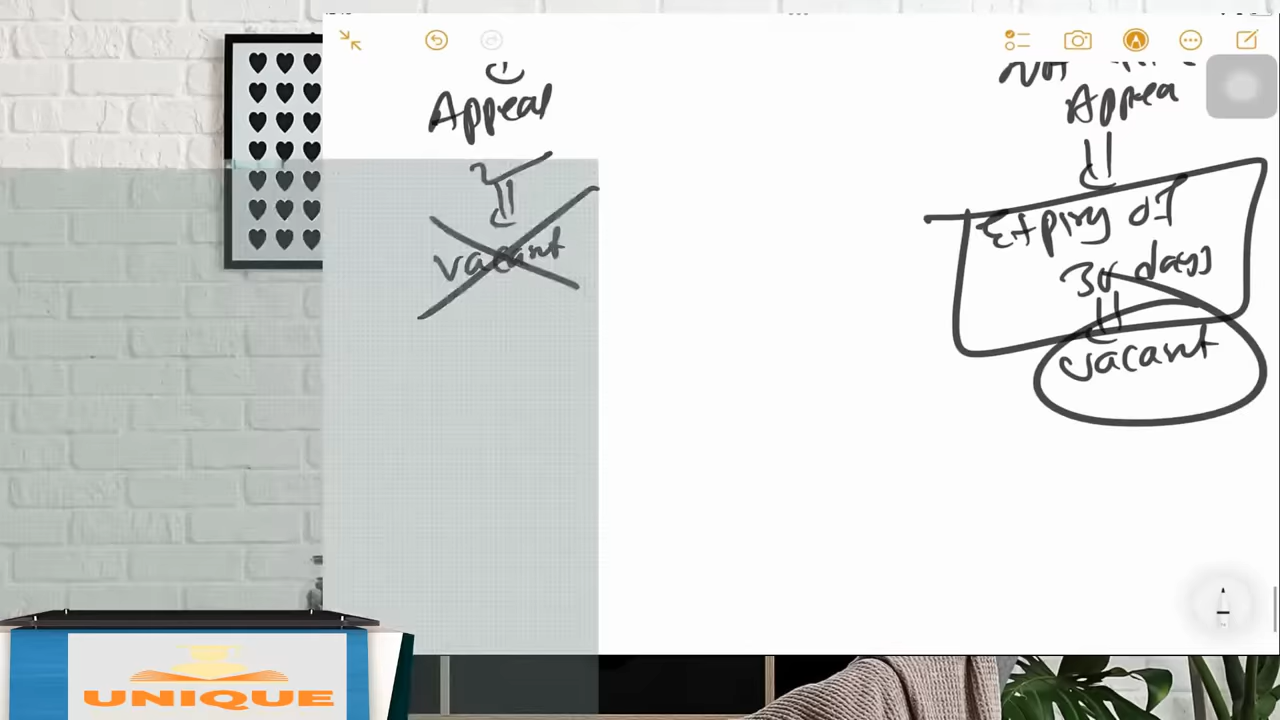 Appeal
vacant
Appea
Expiry of
30 days
vacant
UNIQUE